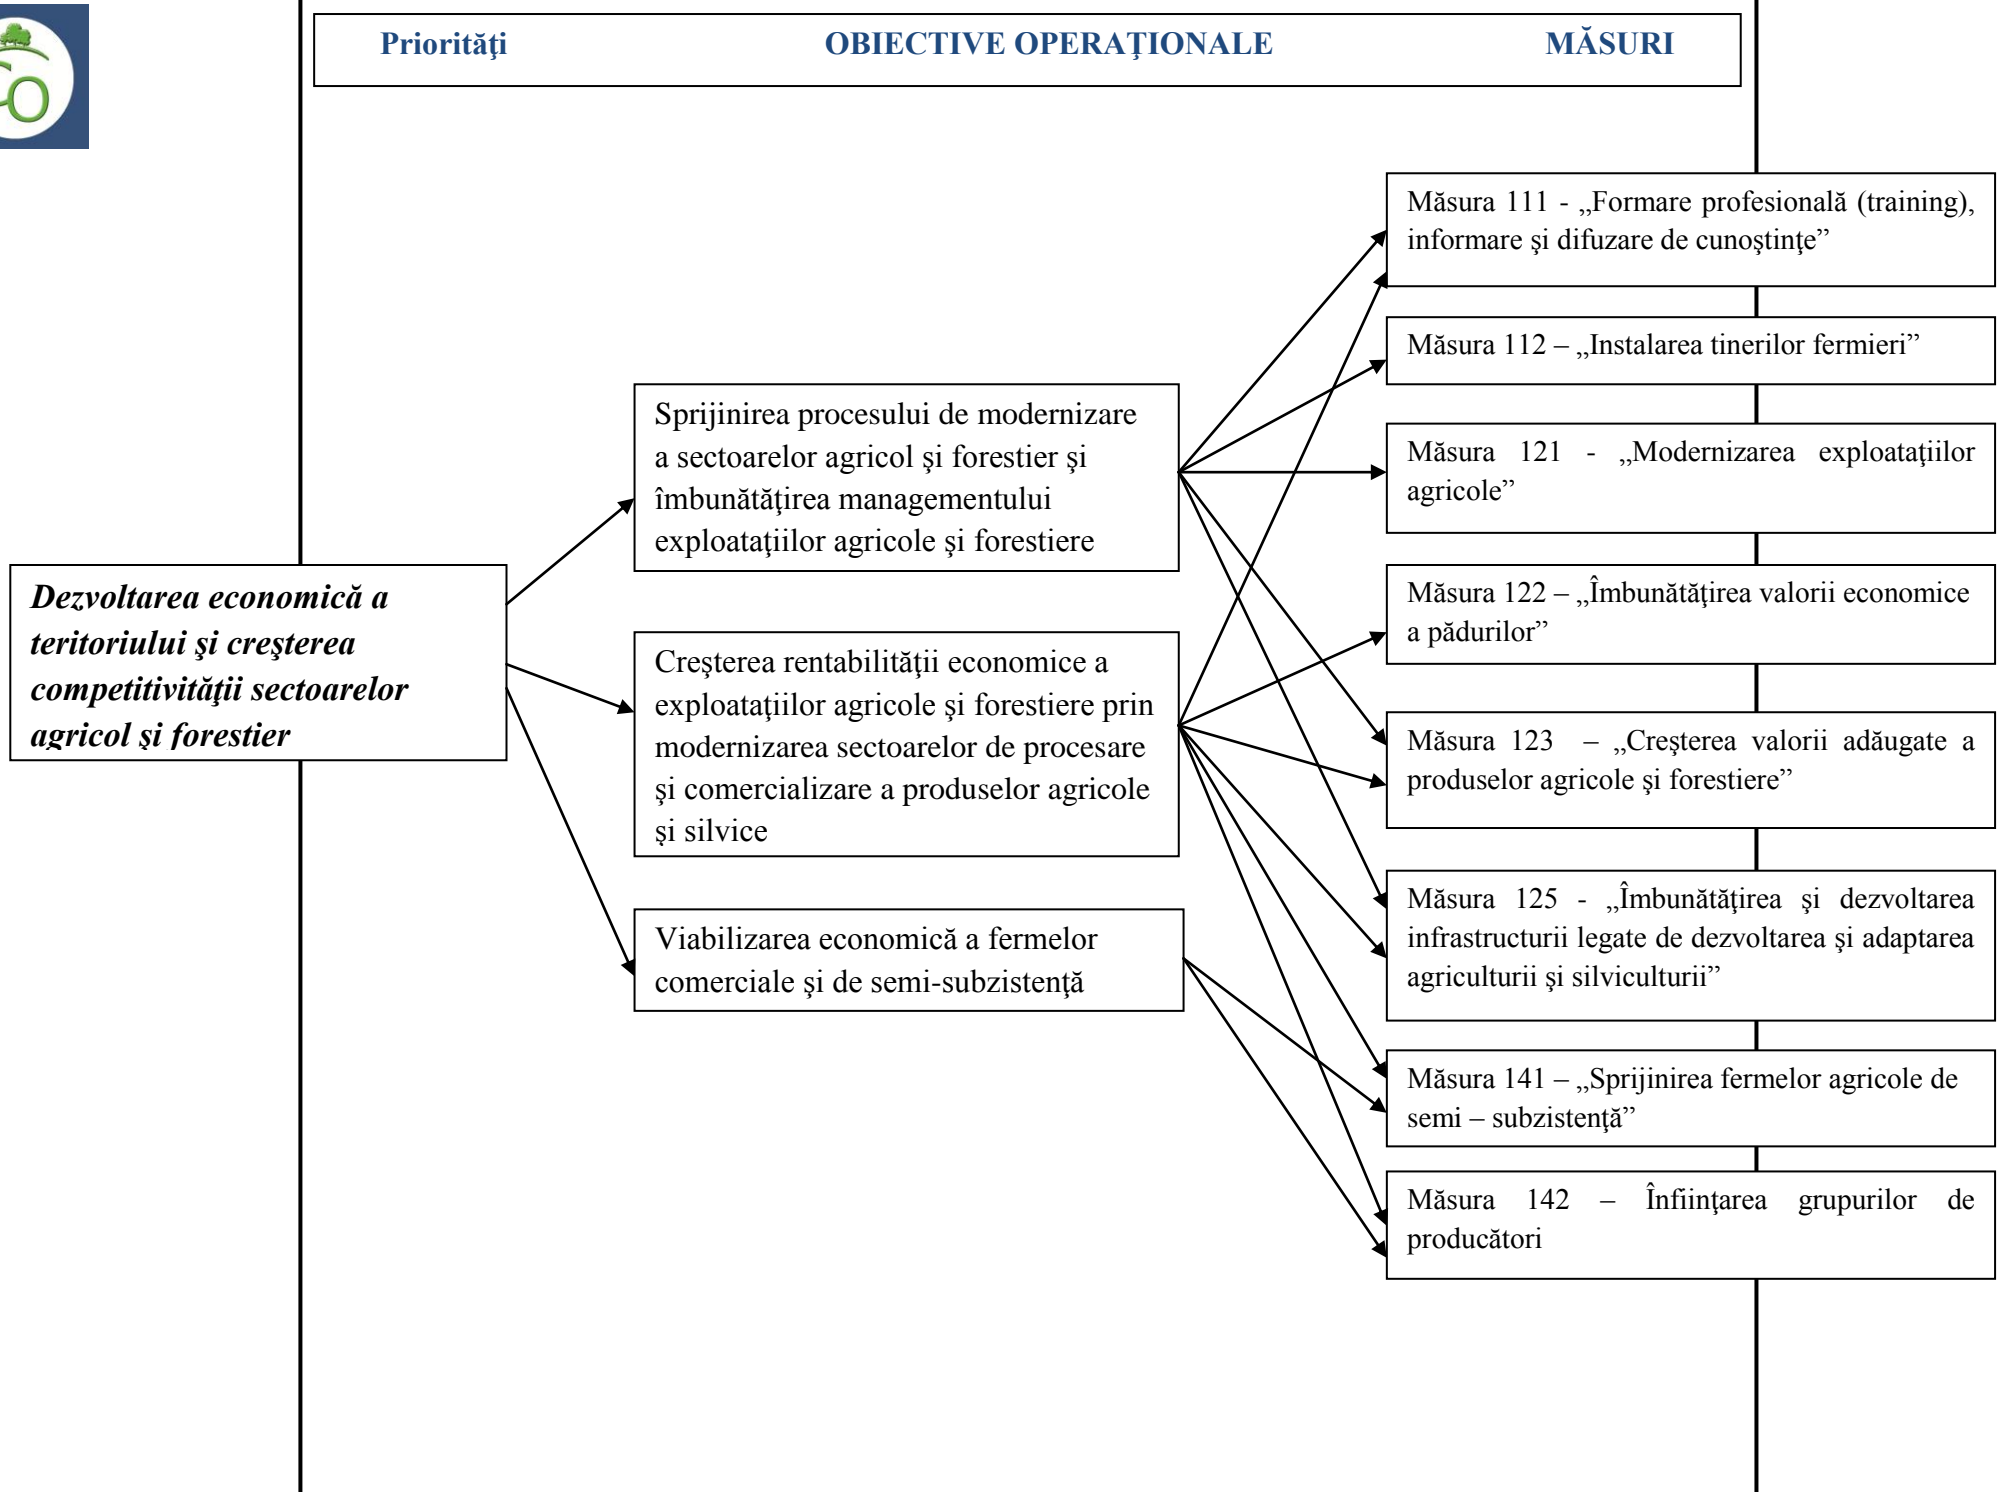 Priorităţi OBIECTIVE OPERAŢIONALE MĂSURI
Dezvoltarea economică a
teritoriului şi creşterea
competitivităţii sectoarelor
agricol şi forestier
Sprijinirea procesului de modernizare
a sectoarelor agricol şi forestier şi
îmbunătăţirea managementului
exploataţiilor agricole şi forestiere
Creşterea rentabilităţii economice a
exploataţiilor agricole şi forestiere prin
modernizarea sectoarelor de procesare
şi comercializare a produselor agricole
şi silvice
Viabilizarea economică a fermelor
comerciale şi de semi-subzistenţă
Măsura 111 - „Formare profesională (training),
informare şi difuzare de cunoştinţe”
Măsura 112 – „Instalarea tinerilor fermieri”
Măsura 121 - „Modernizarea exploataţiilor
agricole”
Măsura 122 – „Îmbunătăţirea valorii economice
a pădurilor”
Măsura 123 – „Creşterea valorii adăugate a
produselor agricole şi forestiere”
Măsura 125 - „Îmbunătăţirea şi dezvoltarea
infrastructurii legate de dezvoltarea şi adaptarea
agriculturii şi silviculturii”
Măsura 141 – „Sprijinirea fermelor agricole de
semi – subzistenţă”
Măsura 142 – Înfiinţarea grupurilor de
producători